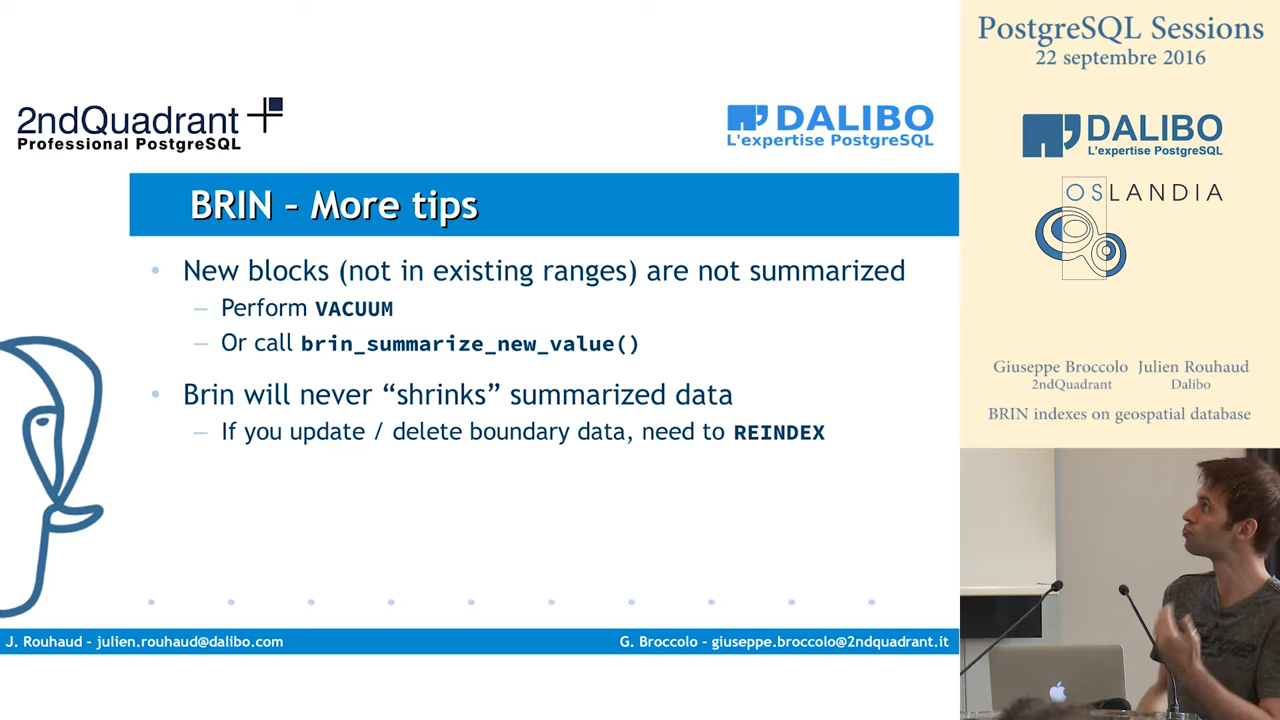 2ndQuadrant
Professional PostgreSQL
DALIBO
L'expertise PostgreSQL
BRIN – More tips
• New blocks (not in existing ranges) are not summarized
– Perform VACUUM
– Or call brin_summarize_new_value()
• Brin will never “shrinks” summarized data
– If you update / delete boundary data, need to REINDEX
J. Rouhaud – julien.rouhaud@dalibo.com
G. Broccolo – giuseppe.broccolo@2ndquadrant.it
PostgreSQL Sessions
22 septembre 2016
DALIBO
L'expertise PostgreSQL
OSLANDIA
Giuseppe Broccolo Julien Rouhaud
2ndQuadrant Dalibo
BRIN indexes on geospatial database